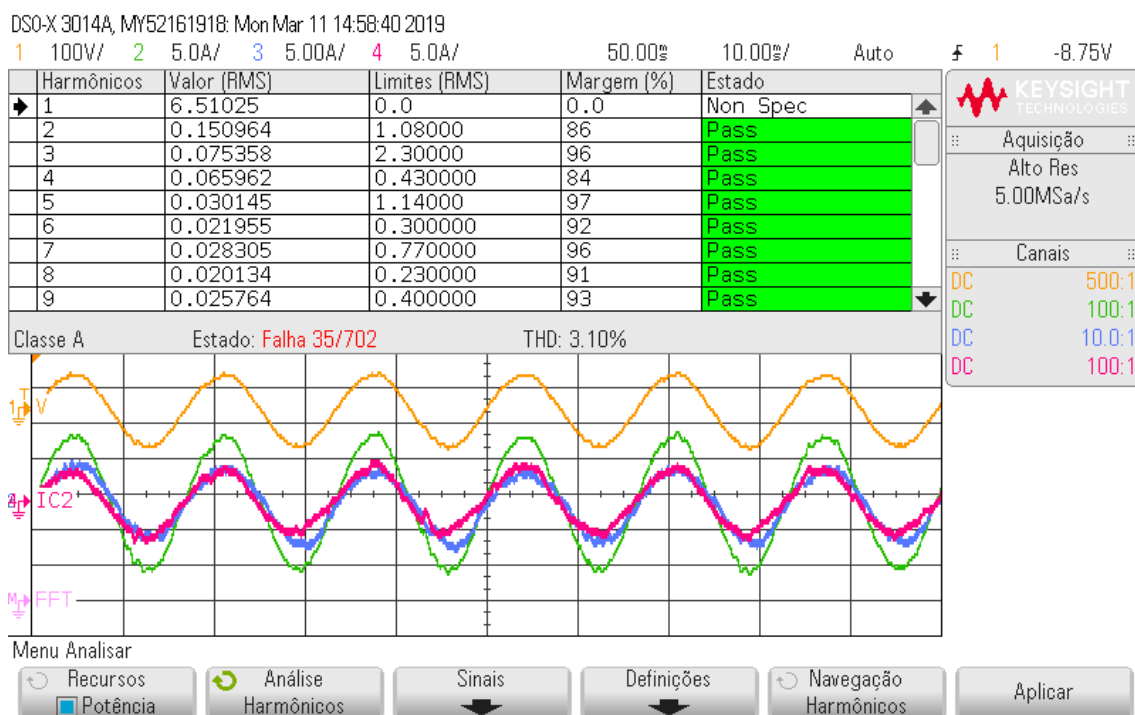 DSO-X 3014A, MY52161918: Mon Mar 11 14:58:40 2019
1 100V/ 2 5.0A/ 3 5.00A/ 4 5.0A/ 50.00ms 10.00ms/ Auto 1 -8.75V
Harmônicos Valor (RMS) Limites (RMS) Margem (%) Estado
1 6.51025 0.0 0.0 Non Spec
2 0.150964 1.08000 86 Pass
3 0.075358 2.30000 96 Pass
4 0.065962 0.430000 84 Pass
5 0.030145 1.14000 97 Pass
6 0.021955 0.300000 92 Pass
7 0.028305 0.770000 96 Pass
8 0.020134 0.230000 91 Pass
9 0.025764 0.400000 93 Pass
Classe A Estado: Falha 35/702 THD: 3.10%
KEYSIGHT
TECHNOLOGIES
Aquisição
Alto Res
5.00MSa/s
Canais
DC 500:1
DC 100:1
DC 10.0:1
DC 100:1
T
1 V
4 IC2
M FFT
Menu Analisar
Recursos
Potência
Análise
Harmônicos
Sinais
Definições
Navegação
Harmônicos
Aplicar